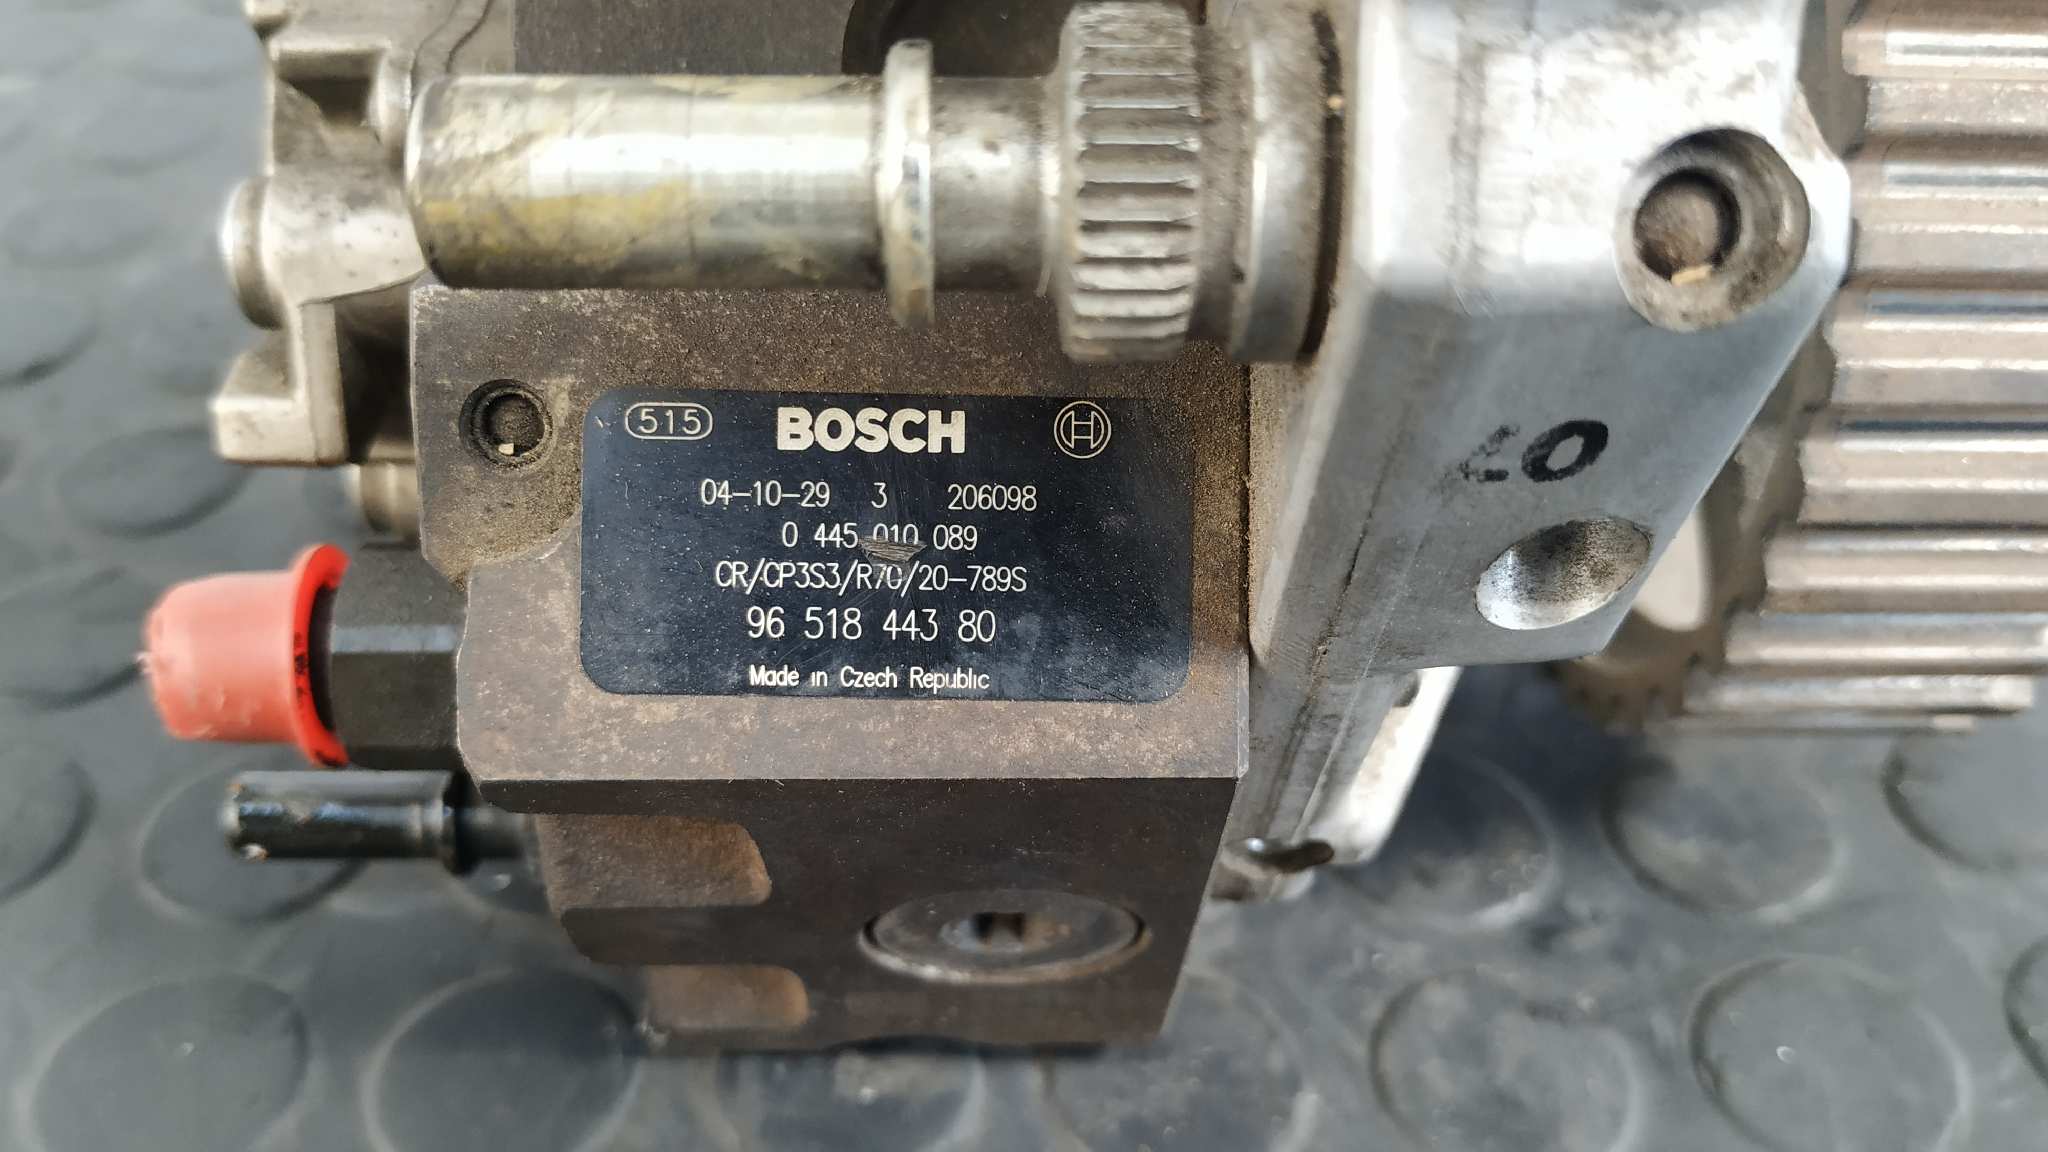 515 BOSCH H
04-10-29 3 206098
0 445 010 089
CR/CP3S3/R70/20-789S
96 518 443 80
Made in Czech Republic